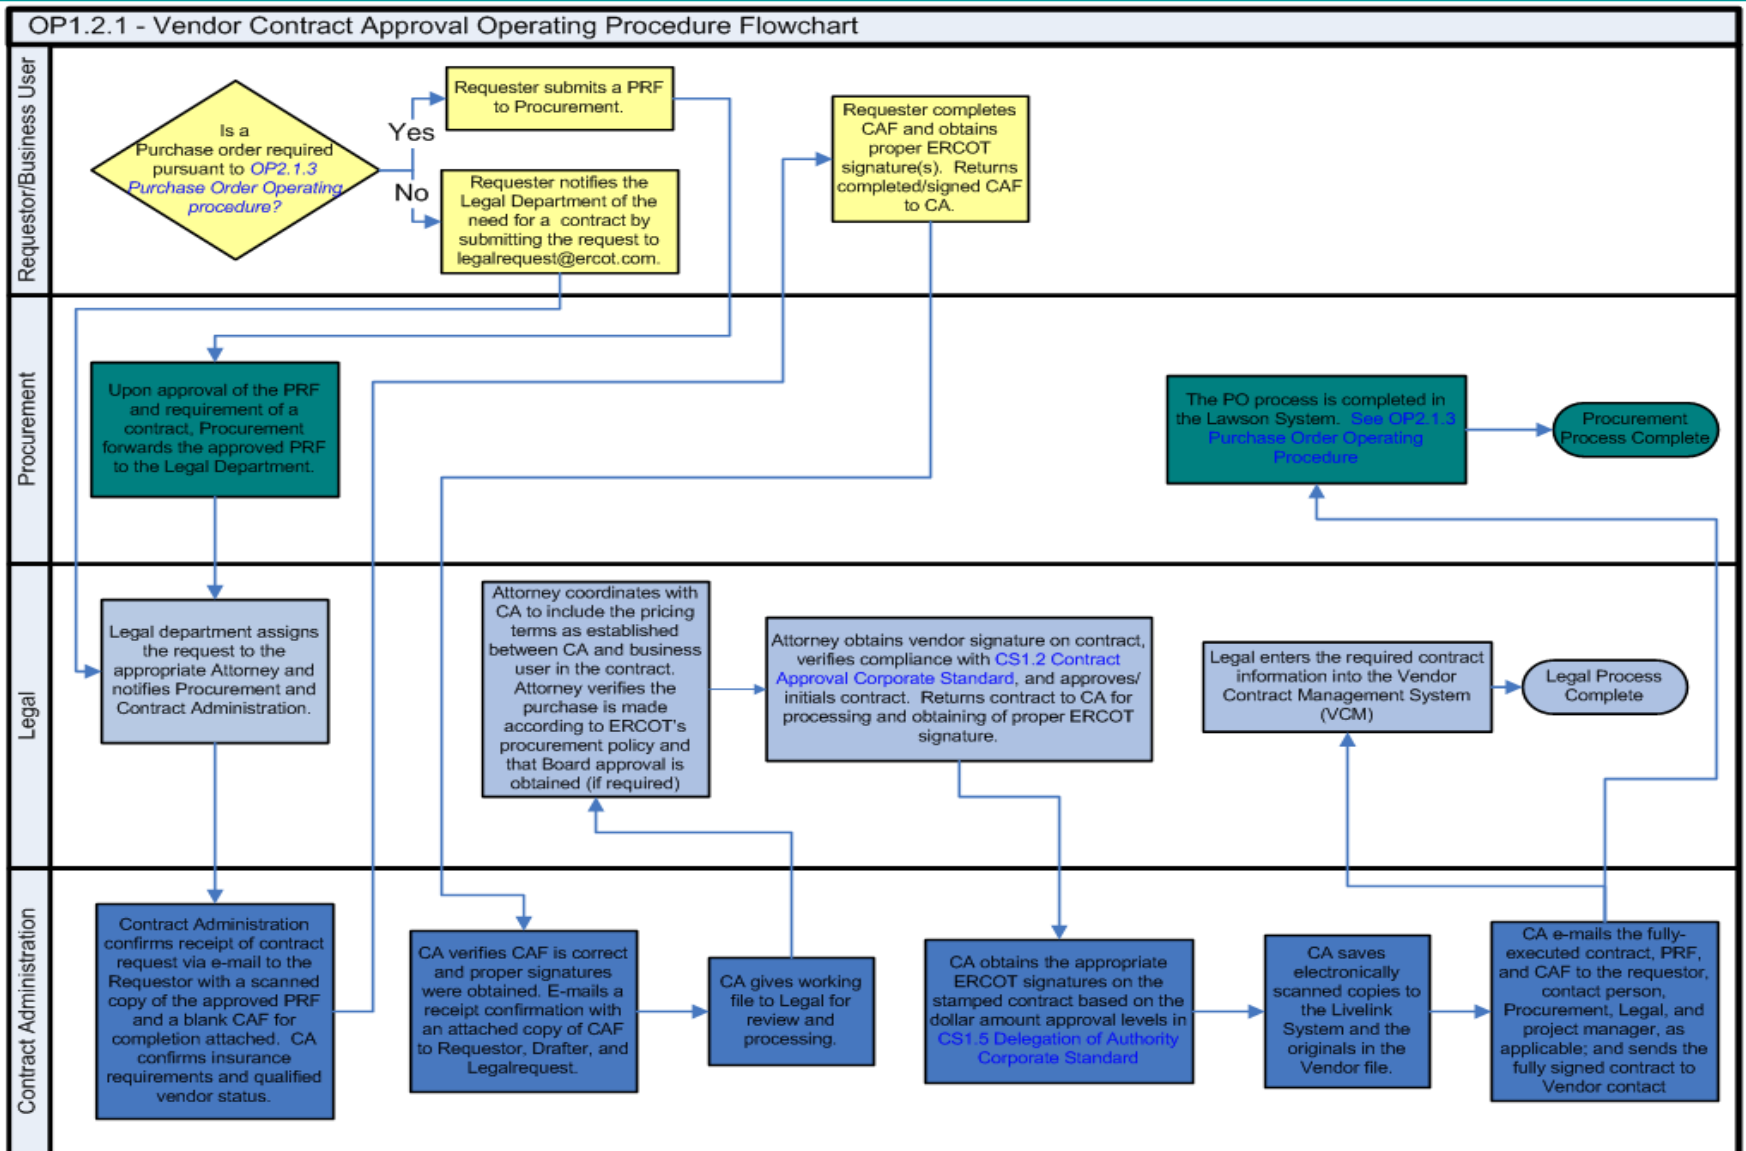 OP1.2.1 - Vendor Contract Approval Operating Procedure Flowchart
Requestor/Business User
Is a
Purchase order required
pursuant to OP2.1.3
Purchase Order Operating
procedure?
Yes
No
Requester submits a PRF
to Procurement.
Requester notifies the
Legal Department of the
need for a contract by
submitting the request to
legalrequest@ercot.com.
Requester completes
CAF and obtains
proper ERCOT
signature(s). Returns
completed/signed CAF
to CA.
Procurement
Upon approval of the PRF
and requirement of a
contract, Procurement
forwards the approved PRF
to the Legal Department.
The PO process is completed in
the Lawson System. See OP2.1.3
Purchase Order Operating
Procedure
Procurement
Process Complete
Legal
Legal department assigns
the request to the
appropriate Attorney and
notifies Procurement and
Contract Administration.
Attorney coordinates with
CA to include the pricing
terms as established
between CA and business
user in the contract.
Attorney verifies the
purchase is made
according to ERCOT's
procurement policy and
that Board approval is
obtained (if required)
Attorney obtains vendor signature on contract,
verifies compliance with CS1.2 Contract
Approval Corporate Standard, and approves/
initials contract. Returns contract to CA for
processing and obtaining of proper ERCOT
signature.
Legal enters the required contract
information into the Vendor
Contract Management System
(VCM)
Legal Process
Complete
Contract Administration
Contract Administration
confirms receipt of contract
request via e-mail to the
Requestor with a scanned
copy of the approved PRF
and a blank CAF for
completion attached. CA
confirms insurance
requirements and qualified
vendor status.
CA verifies CAF is correct
and proper signatures
were obtained. E-mails a
receipt confirmation with
an attached copy of CAF
to Requestor, Drafter, and
Legalrequest.
CA gives working
file to Legal for
review and
processing.
CA obtains the appropriate
ERCOT signatures on the
stamped contract based on the
dollar amount approval levels in
CS1.5 Delegation of Authority
Corporate Standard
CA saves
electronically
scanned copies to
the Livelink
System and the
originals in the
Vendor file.
CA e-mails the fully-
executed contract, PRF,
and CAF to the requestor,
contact person,
Procurement, Legal, and
project manager, as
applicable; and sends the
fully signed contract to
Vendor contact